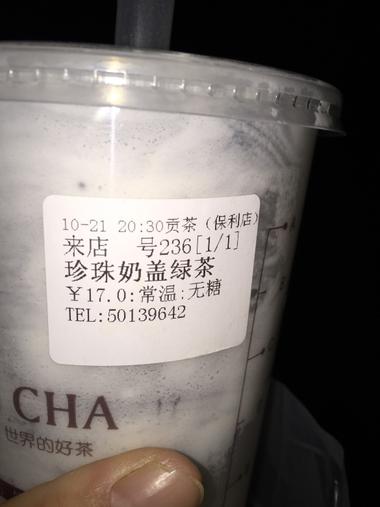 10-21 20:30贡茶（保利店）
来店 号236[1/1]
珍珠奶盖绿茶
￥17.0:常温;无糖
TEL:50139642
CHA
世界的好茶